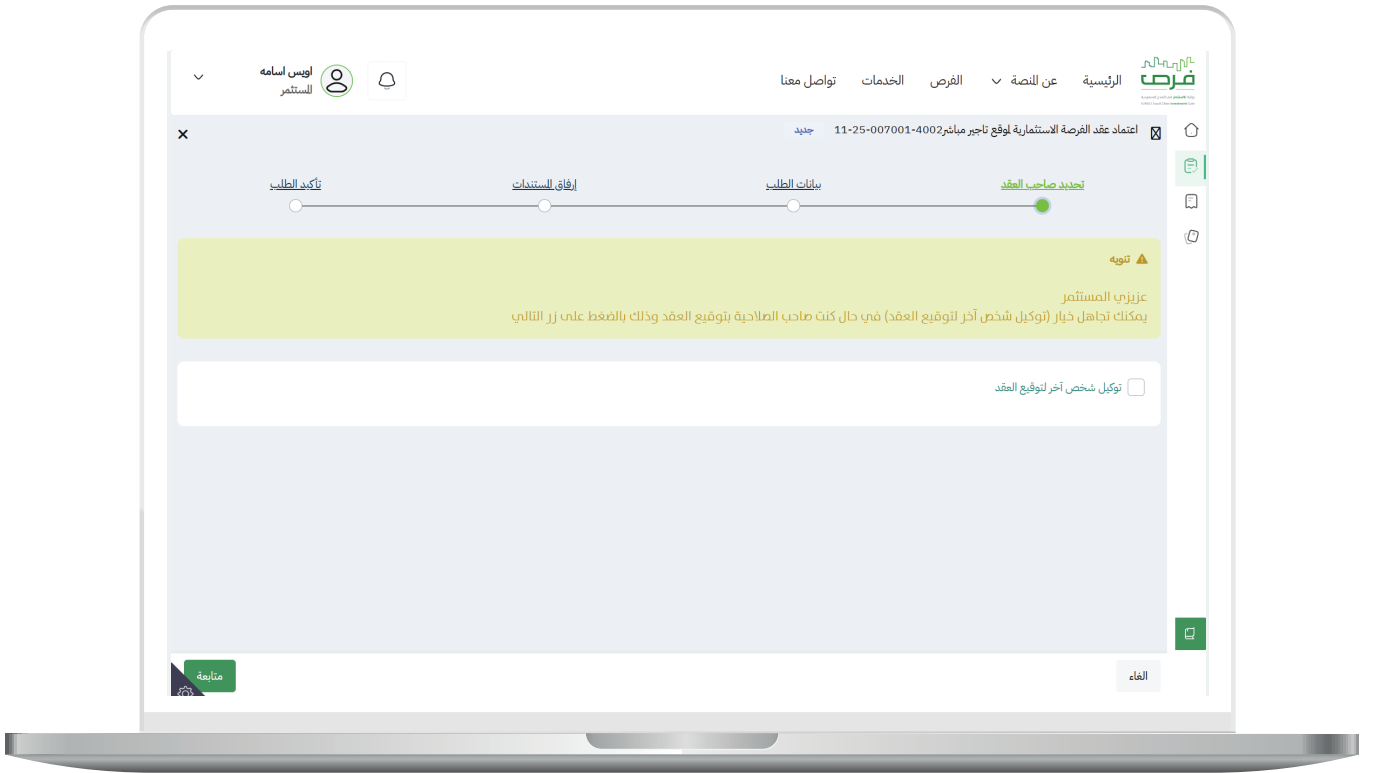 فرص
الرئيسية
عن المنصة
الفرص
الخدمات
تواصل معنا
اويس اسامه
المستثمر
اعتماد عقد الفرصة الاستثمارية لموقع تاجير مباشر4002-007001-25-11 جديد
تحديد صاحب العقد
بيانات الطلب
إرفاق المستندات
تأكيد الطلب
تنويه
عزيزي المستثمر
يمكنك تجاهل خيار (توكيل شخص آخر لتوقيع العقد) في حال كنت صاحب الصلاحية بتوقيع العقد وذلك بالضغط على زر التالي
توكيل شخص آخر لتوقيع العقد
الغاء
متابعة